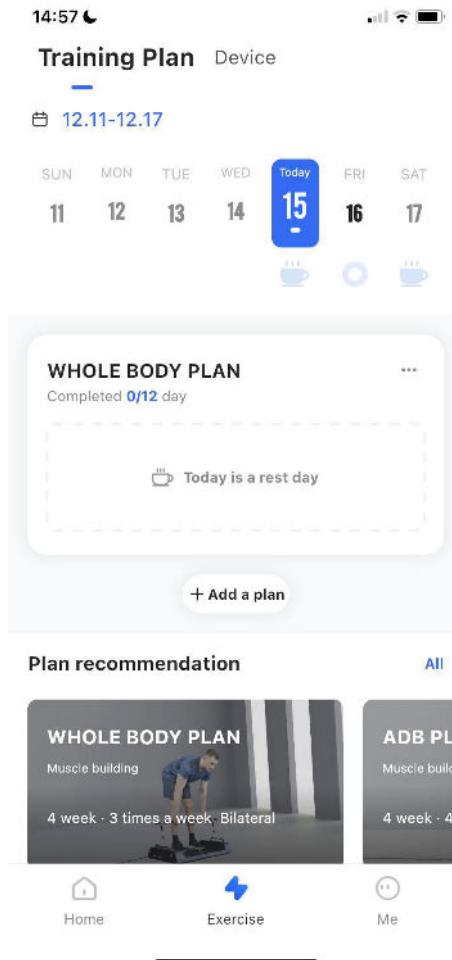 14:57
Training Plan Device
12.11-12.17
SUN MON TUE WED Today FRI SAT
11 12 13 14 15 16 17
WHOLE BODY PLAN
Completed 0/12 day
Today is a rest day
+ Add a plan
Plan recommendation All
WHOLE BODY PLAN ADB PL
Muscle building Muscle build
4 week · 3 times a week Bilateral 4 week · 4
Home Exercise Me